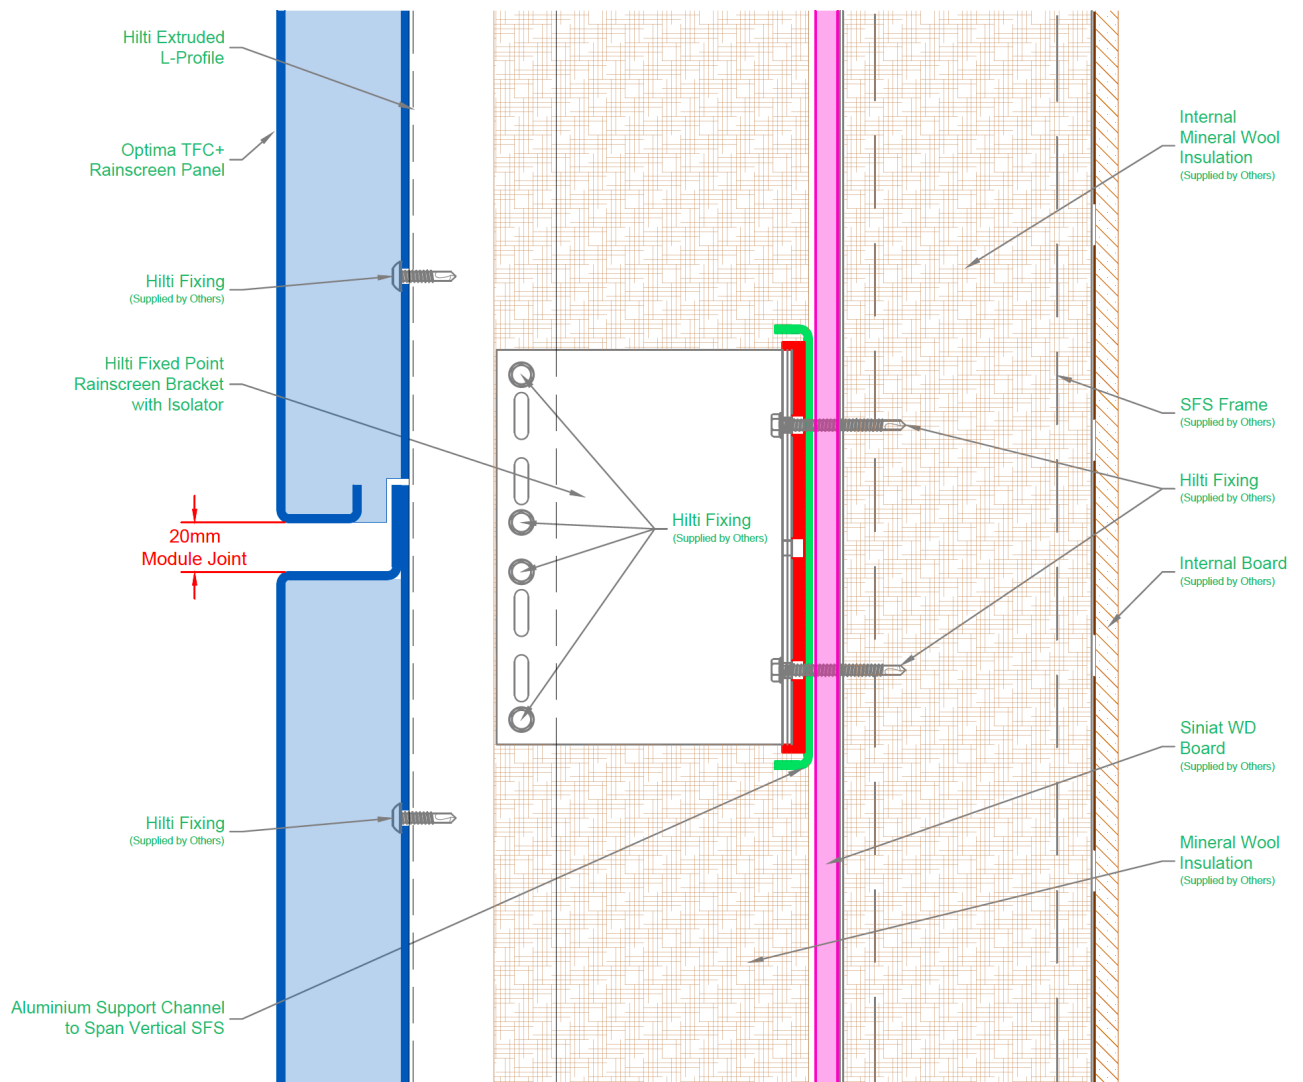 Hilti Extruded
L-Profile
Optima TFC+
Rainscreen Panel
Hilti Fixing
(Supplied by Others)
Hilti Fixed Point
Rainscreen Bracket
with Isolator
20mm
Module Joint
Hilti Fixing
(Supplied by Others)
Aluminium Support Channel
to Span Vertical SFS
Hilti Fixing
(Supplied by Others)
Internal
Mineral Wool
Insulation
(Supplied by Others)
SFS Frame
(Supplied by Others)
Hilti Fixing
(Supplied by Others)
Internal Board
(Supplied by Others)
Siniat WD
Board
(Supplied by Others)
Mineral Wool
Insulation
(Supplied by Others)